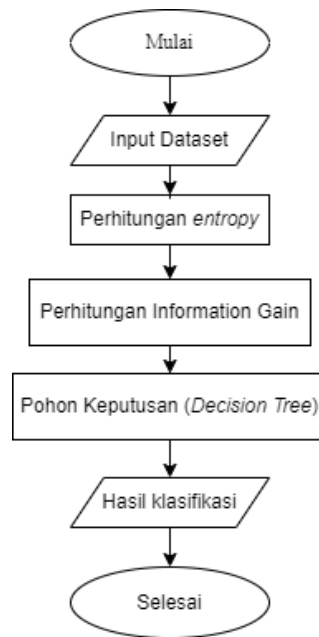 Mulai
Input Dataset
Perhitungan entropy
Perhitungan Information Gain
Pohon Keputusan (Decision Tree)
Hasil klasifikasi
Selesai